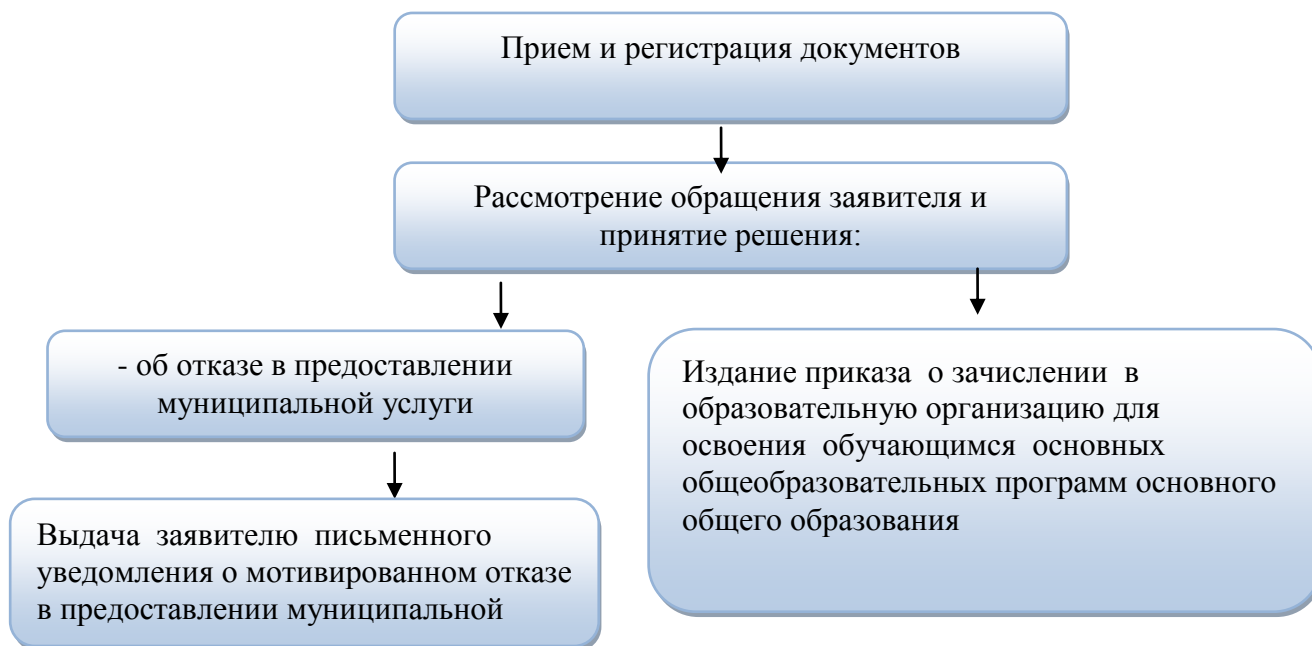 Прием и регистрация документов
Рассмотрение обращения заявителя и
принятие решения:
- об отказе в предоставлении
муниципальной услуги
Издание приказа о зачислении в
образовательную организацию для
освоения обучающимся основных
общеобразовательных программ основного
общего образования
Выдача заявителю письменного
уведомления о мотивированном отказе
в предоставлении муниципальной